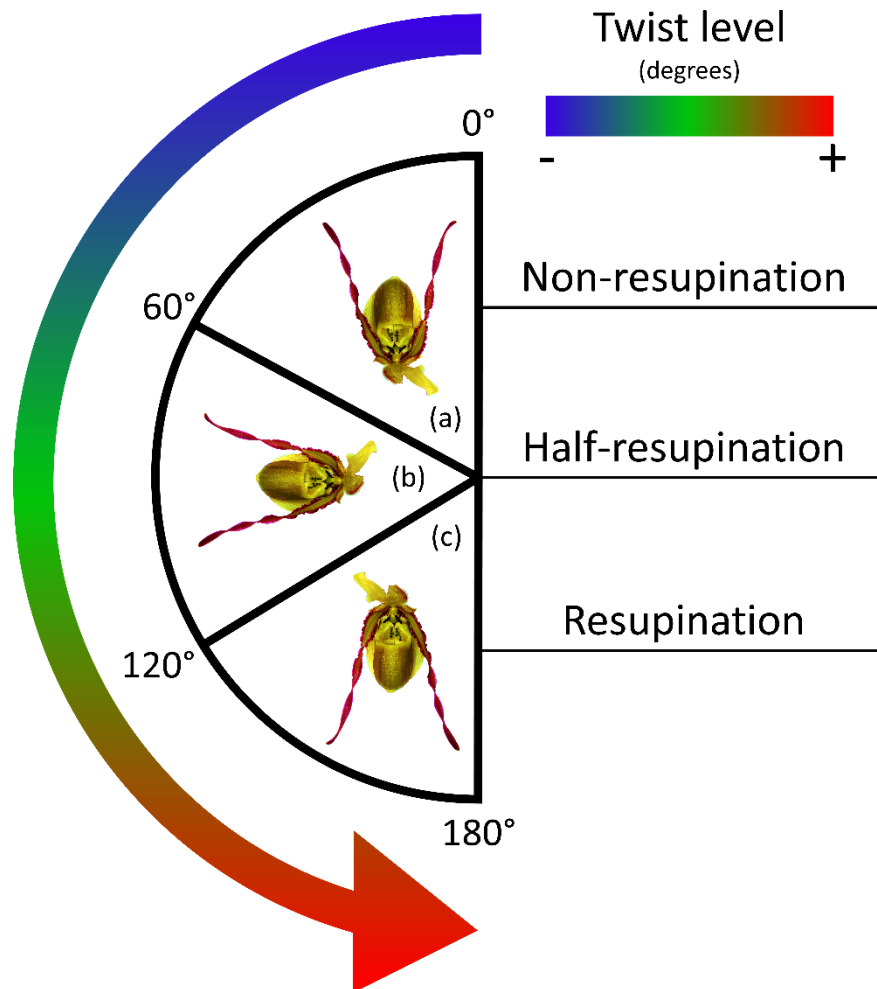 Twist level
(degrees)
- +
0°
Non-resupination
60°
(a)
Half-resupination
(b)
(c)
Resupination
120°
180°